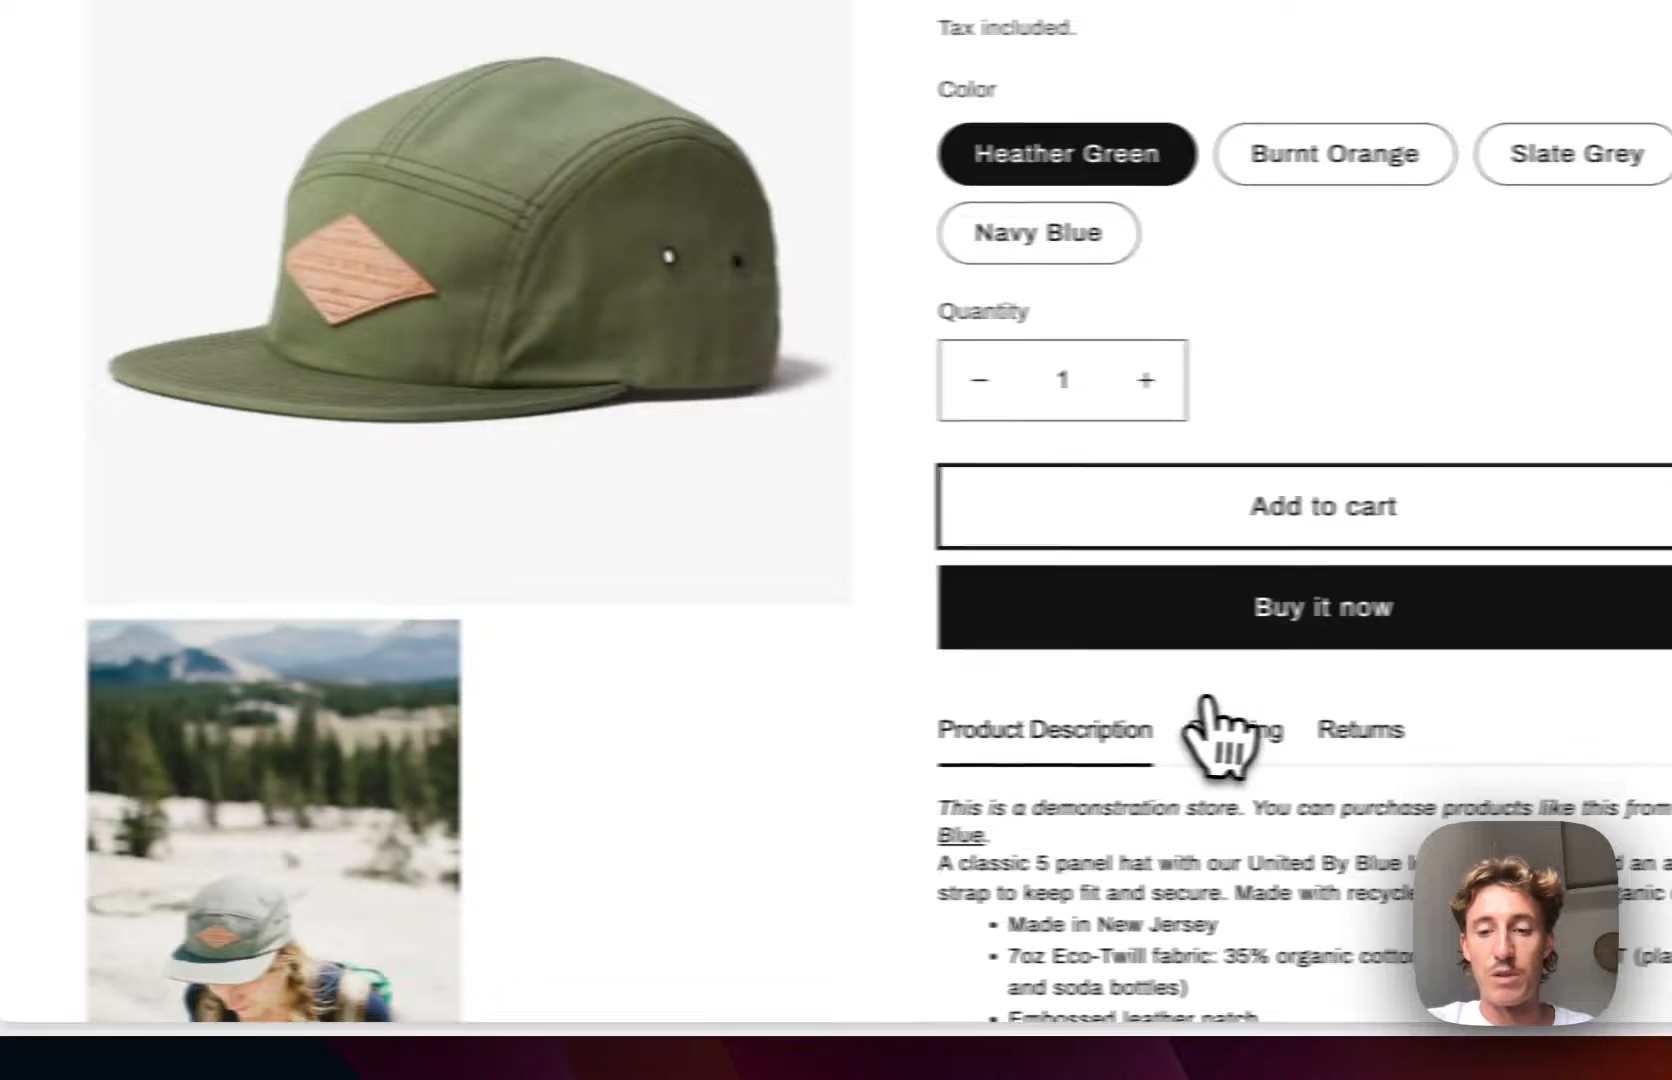 Tax included.
Color
Heather Green
Burnt Orange
Slate Grey
Navy Blue
Quantity
− 1 +
Add to cart
Buy it now
Product Description
Returns
This is a demonstration store. You can purchase products like this from
Blue.
A classic 5 panel hat with our United By Blue
strap to keep fit and secure. Made with
• Made in New Jersey
• 7oz Eco-Twill fabric: 35% organic
and soda bottles)
• Embossed leather patch